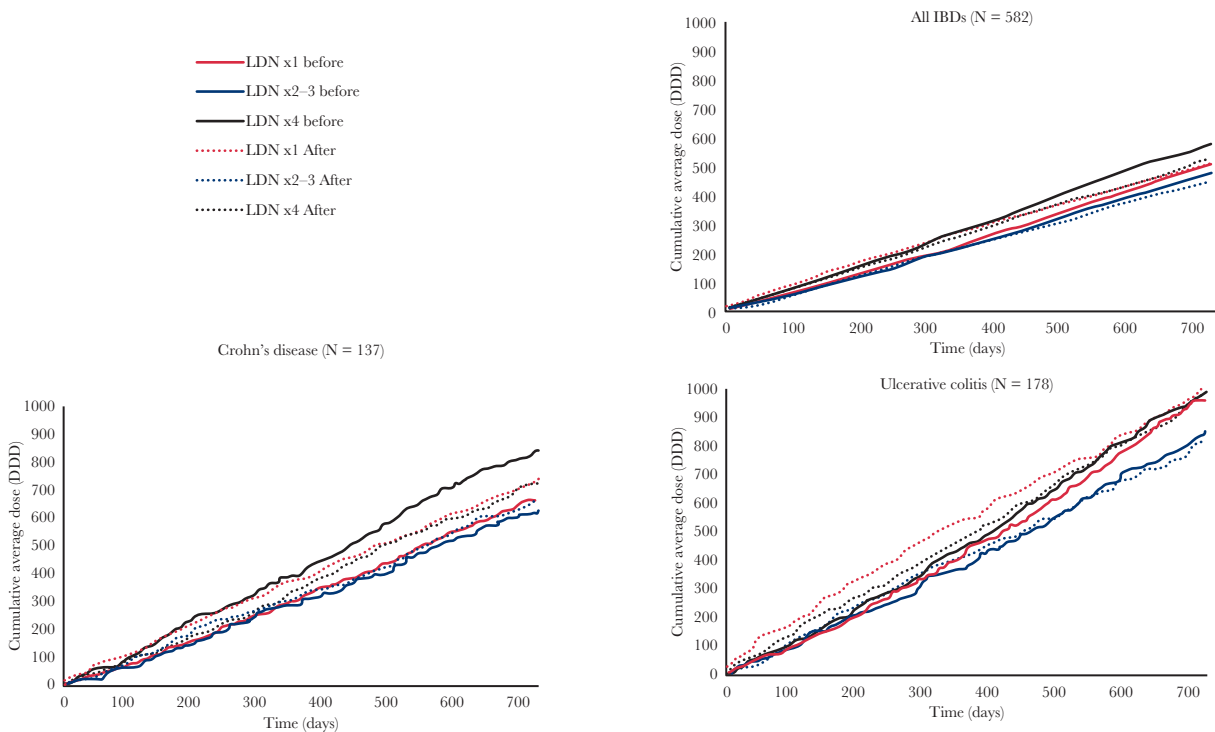 LDN x1 before
LDN x2–3 before
LDN x4 before
LDN x1 After
LDN x2–3 After
LDN x4 After
All IBDs (N = 582)
Cumulative average dose (DDD)
1000
900
800
700
600
500
400
300
200
100
0
0 100 200 300 400 500 600 700
Time (days)
Crohn's disease (N = 137)
Cumulative average dose (DDD)
1000
900
800
700
600
500
400
300
200
100
0
0 100 200 300 400 500 600 700
Time (days)
Ulcerative colitis (N = 178)
Cumulative average dose (DDD)
1000
900
800
700
600
500
400
300
200
100
0
0 100 200 300 400 500 600 700
Time (days)